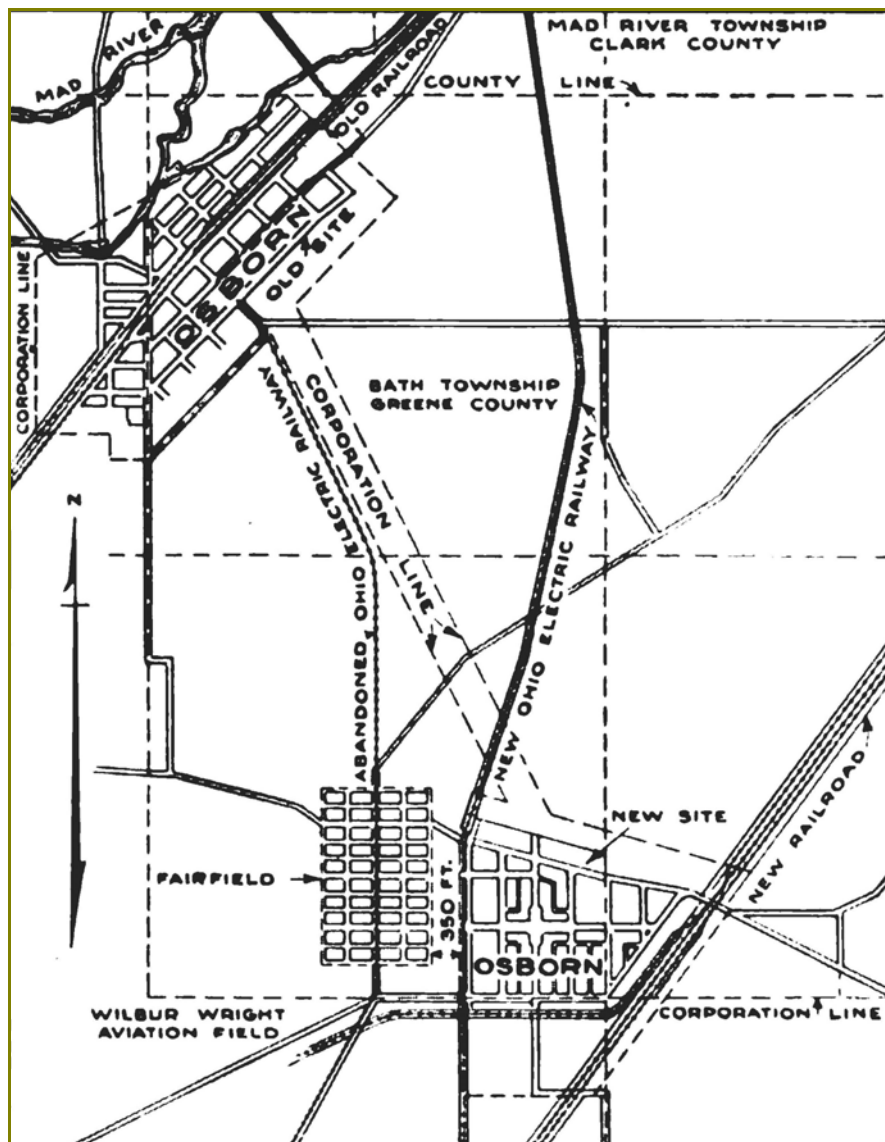 MAD RIVER TOWNSHIP
CLARK COUNTY
MAD RIVER
OLD RAILROAD
COUNTY LINE
OSBORN
OLD SITE
CORPORATION LINE
BATH TOWNSHIP
GREENE COUNTY
CORPORATION LINE
ABANDONED OHIO ELECTRIC RAILWAY
NEW OHIO ELECTRIC RAILWAY
N
NEW SITE
NEW RAILROAD
FAIRFIELD
350 FT.
OSBORN
WILBUR WRIGHT
AVIATION FIELD
CORPORATION LINE